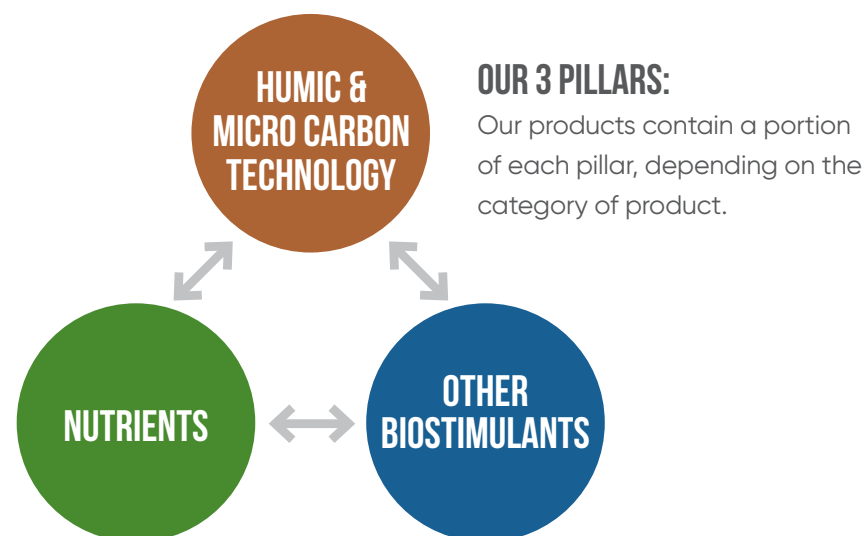 HUMIC &
MICRO CARBON
TECHNOLOGY
OUR 3 PILLARS:
Our products contain a portion
of each pillar, depending on the
category of product.
NUTRIENTS
OTHER
BIOSTIMULANTS